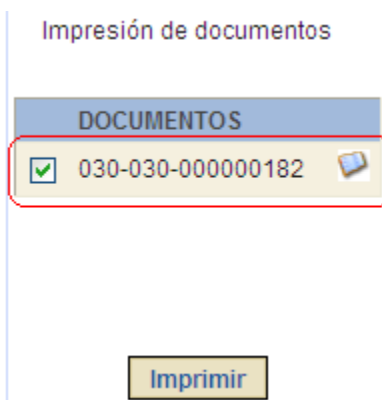 Impresión de documentos
DOCUMENTOS
030-030-000000182
Imprimir